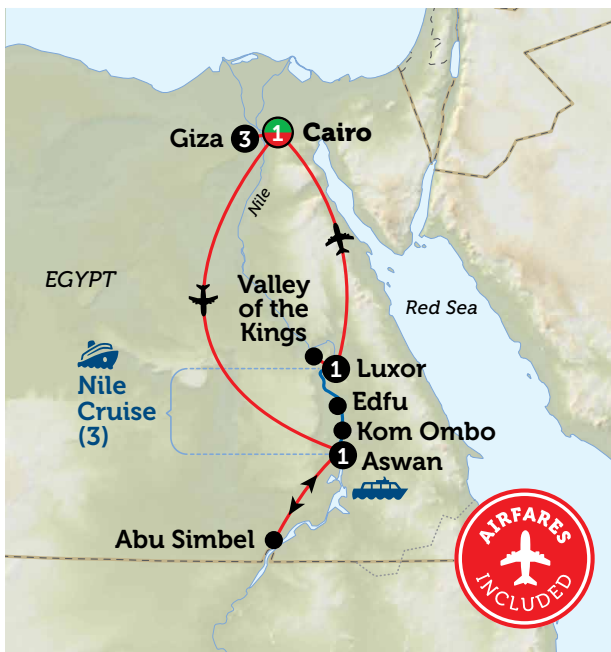 Giza
3
1
Cairo
Nile
EGYPT
Valley
of the
Kings
Red Sea
1
Luxor
Nile
Cruise
(3)
Edfu
Kom Ombo
1
Aswan
Abu Simbel
AIRFARES
INCLUDED